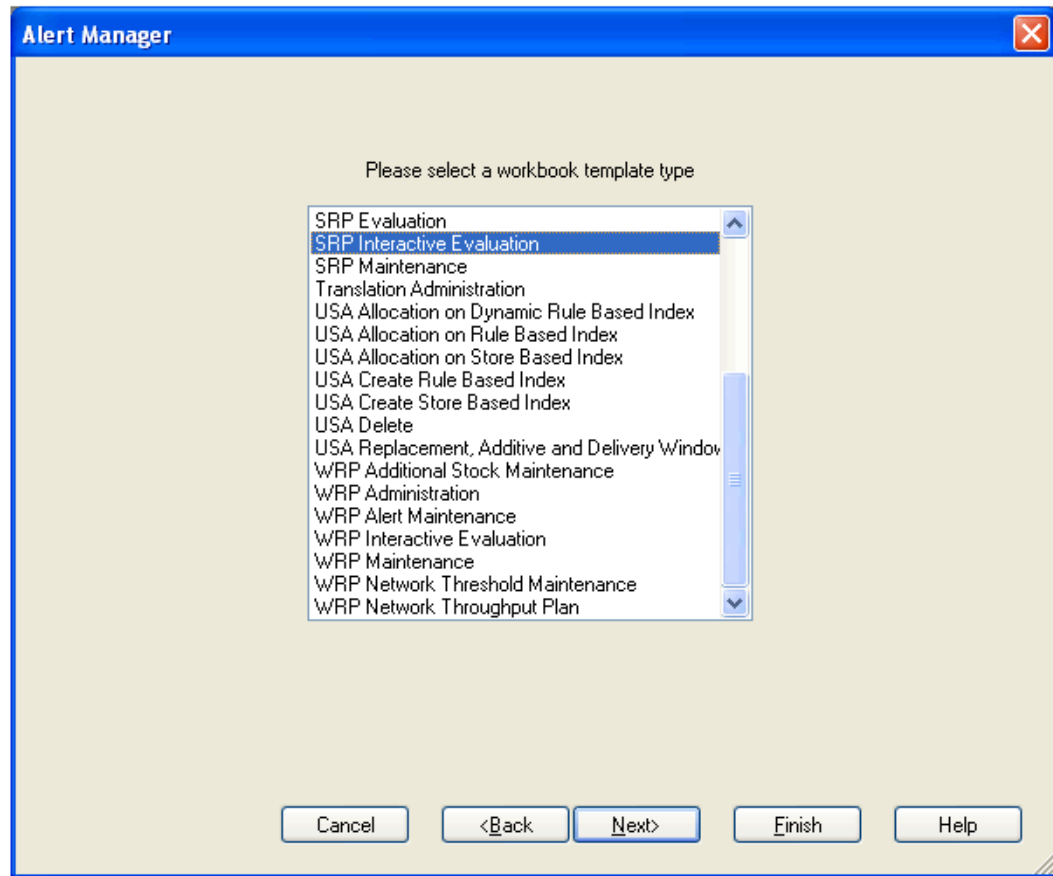 Alert Manager
Please select a workbook template type
SRP Evaluation
SRP Interactive Evaluation
SRP Maintenance
Translation Administration
USA Allocation on Dynamic Rule Based Index
USA Allocation on Rule Based Index
USA Allocation on Store Based Index
USA Create Rule Based Index
USA Create Store Based Index
USA Delete
USA Replacement, Additive and Delivery Window
WRP Additional Stock Maintenance
WRP Administration
WRP Alert Maintenance
WRP Interactive Evaluation
WRP Maintenance
WRP Network Threshold Maintenance
WRP Network Throughput Plan
Cancel <Back Next> Finish Help